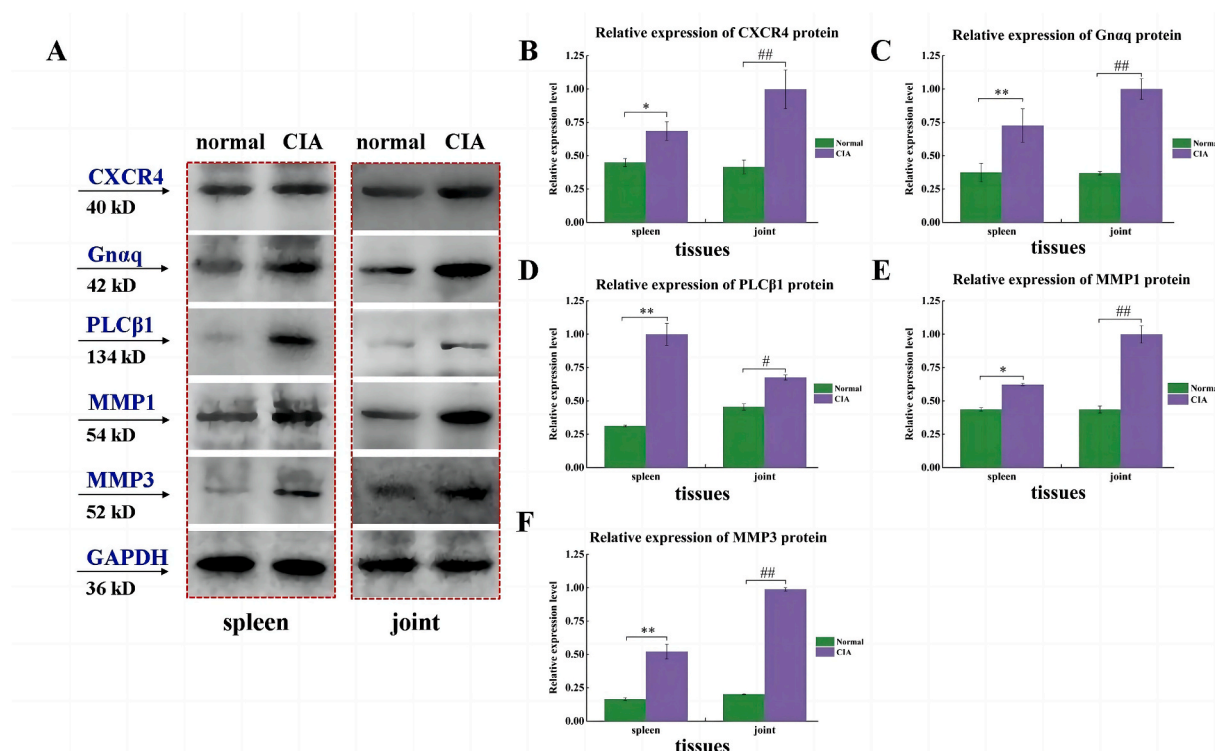 A
normal CIA normal CIA
CXCR4
40 kD
Gnαq
42 kD
PLCβ1
134 kD
MMP1
54 kD
MMP3
52 kD
GAPDH
36 kD
spleen joint
B
Relative expression of CXCR4 protein
Relative expression level
1.25
1.00
0.75
0.50
0.25
0.00
*
##
Normal
CIA
spleen joint
tissues
C
Relative expression of Gnαq protein
Relative expression level
1.25
1.00
0.75
0.50
0.25
0.00
**
##
Normal
CIA
spleen joint
tissues
D
Relative expression of PLCβ1 protein
Relative expression level
1.25
1.00
0.75
0.50
0.25
0.00
**
#
Normal
CIA
spleen joint
tissues
E
Relative expression of MMP1 protein
Relative expression level
1.25
1.00
0.75
0.50
0.25
0.00
*
##
Normal
CIA
spleen joint
tissues
F
Relative expression of MMP3 protein
Relative expression level
1.25
1.00
0.75
0.50
0.25
0.00
**
##
Normal
CIA
spleen joint
tissues